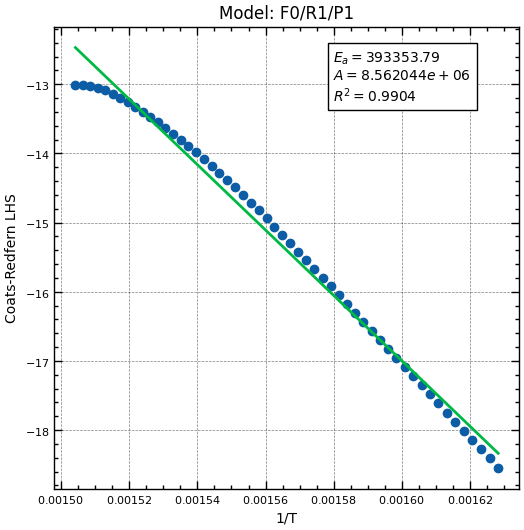 Model: F0/R1/P1
E_a = 393353.79
A = 8.562044e + 06
R^2 = 0.9904
Coats-Redfern LHS
−13
−14
−15
−16
−17
−18
0.00150 0.00152 0.00154 0.00156 0.00158 0.00160 0.00162
1/T